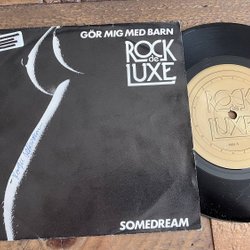 GÖR MIG MED BARN
ROCK
de
LUXE
SOMEDREAM
ROCK
de
LUXE